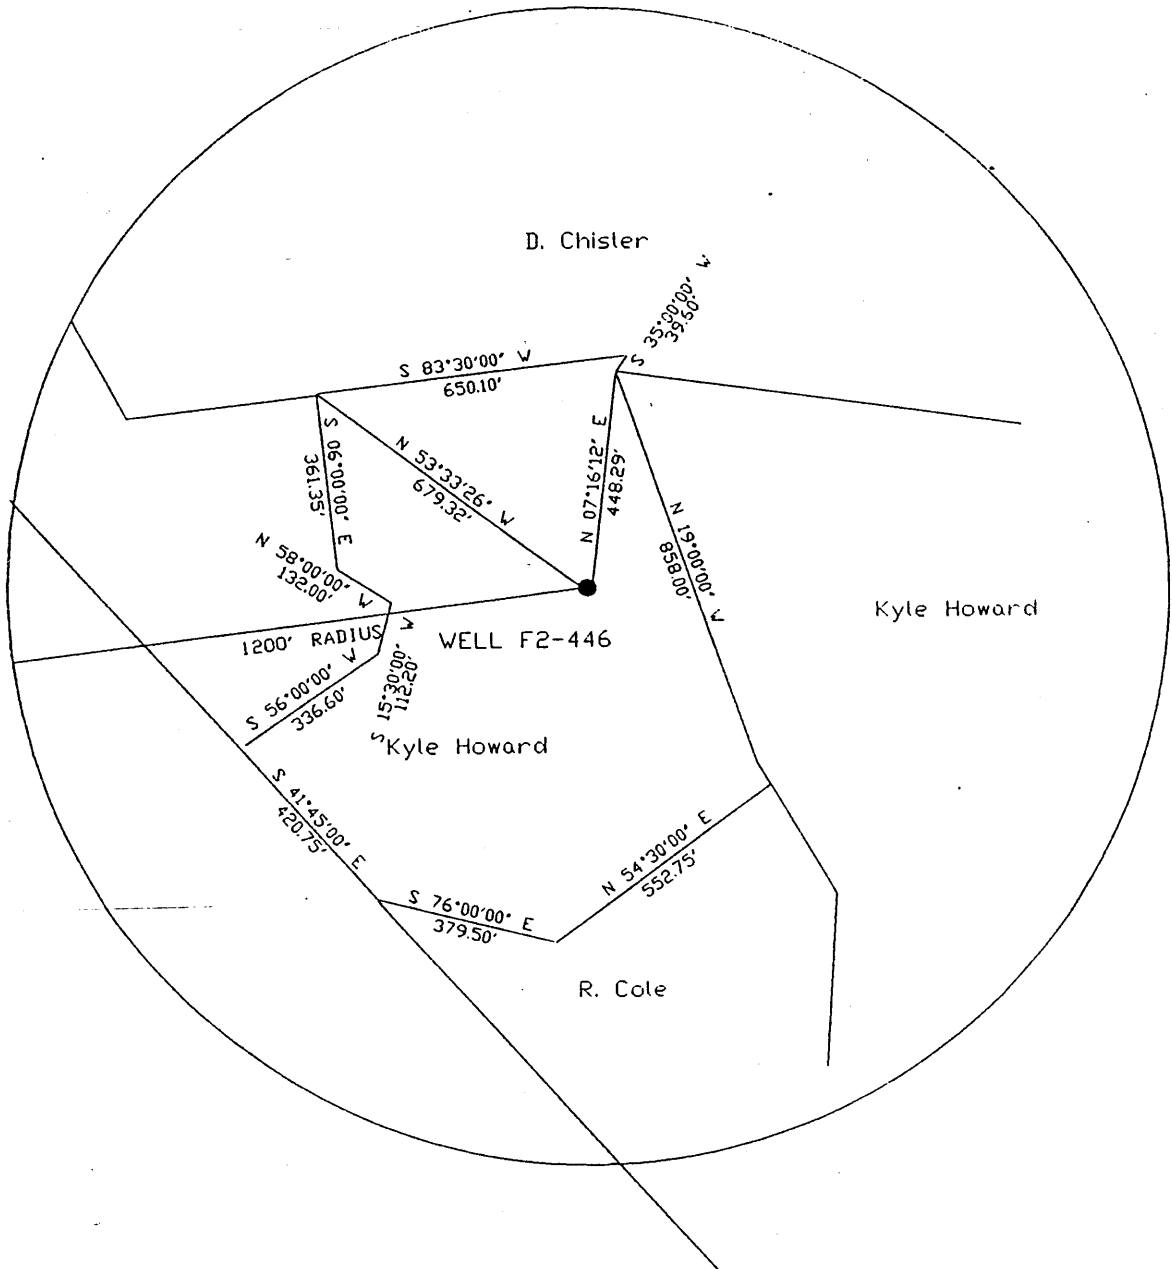 D. Chisler
S 35°00'00" W
39.60'
S 83°30'00" W
650.10'
S 06°00'00" E
361.35'
N 53°33'26" W
679.32'
N 07°16'12" E
448.29'
N 19°00'00" W
858.00'
N 58°00'00" W
132.00'
Kyle Howard
1200' RADIUS
WELL F2-446
S 15°30'00" W
112.20'
S 56°00'00" W
336.60'
Kyle Howard
S 41°45'00" E
420.75'
N 54°30'00" E
552.75'
S 76°00'00" E
379.50'
R. Cole